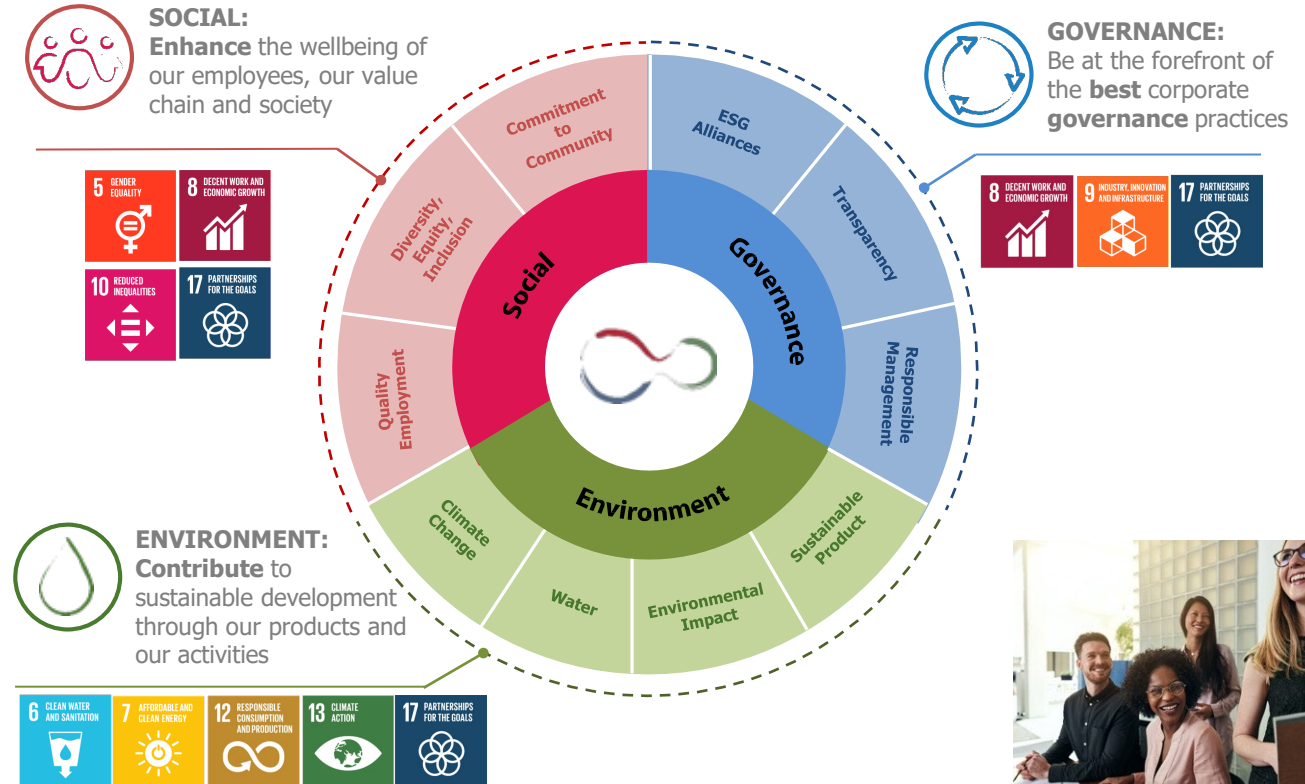 SOCIAL:
Enhance the wellbeing of
our employees, our value
chain and society
5 GENDER
EQUALITY
8 DECENT WORK AND
ECONOMIC GROWTH
10 REDUCED
INEQUALITIES
17 PARTNERSHIPS
FOR THE GOALS
GOVERNANCE:
Be at the forefront of
the best corporate
governance practices
8 DECENT WORK AND
ECONOMIC GROWTH
9 INDUSTRY, INNOVATION
AND INFRASTRUCTURE
17 PARTNERSHIPS
FOR THE GOALS
Commitment
to
Community
Diversity,
Equity,
Inclusion
Quality
Employment
Social
ESG
Alliances
Transparency
Responsible
Management
Governance
Environment
Climate
Change
Water
Environmental
Impact
Sustainable
Product
ENVIRONMENT:
Contribute to
sustainable development
through our products and
our activities
6 CLEAN WATER
AND SANITATION
7 AFFORDABLE AND
CLEAN ENERGY
12 RESPONSIBLE
CONSUMPTION
AND PRODUCTION
13 CLIMATE
ACTION
17 PARTNERSHIPS
FOR THE GOALS